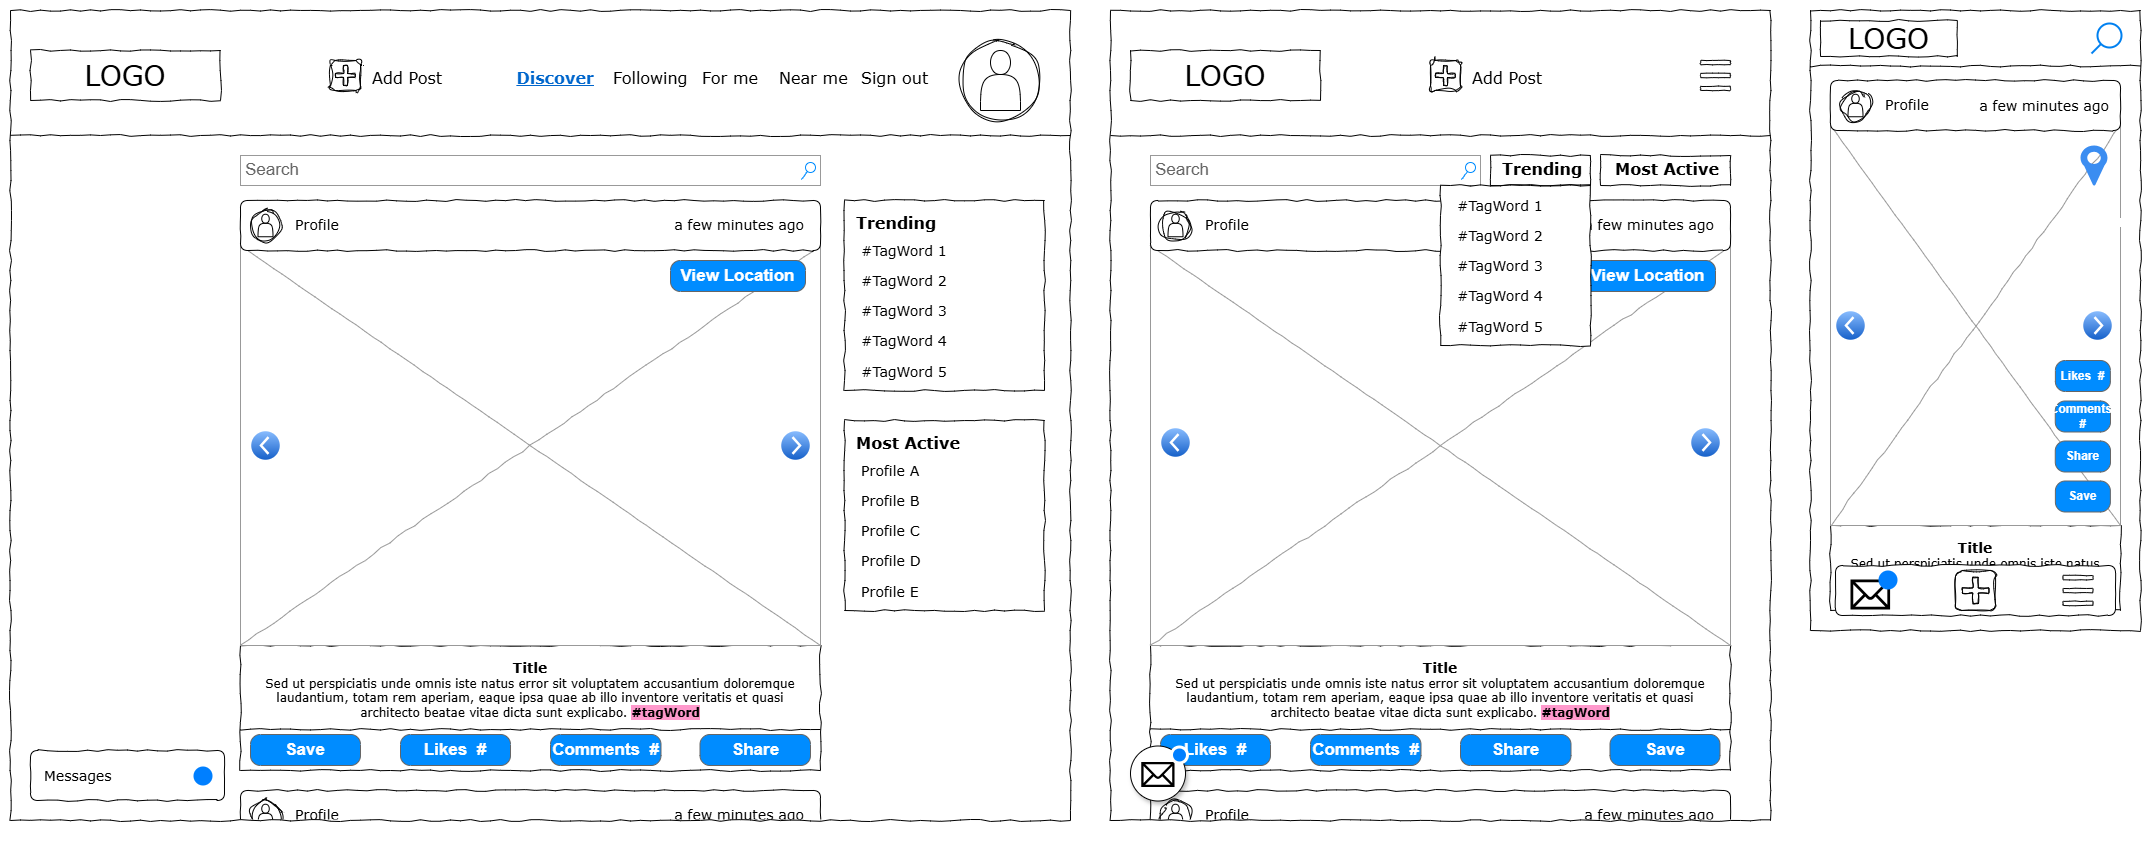 LOGO
Add Post
Discover
Following
For me
Near me
Sign out
Search
Profile
a few minutes ago
View Location
Trending
#TagWord 1
#TagWord 2
#TagWord 3
#TagWord 4
#TagWord 5
Most Active
Profile A
Profile B
Profile C
Profile D
Profile E
Title
Sed ut perspiciatis unde omnis iste natus error sit voluptatem accusantium doloremque
laudantium, totam rem aperiam, eaque ipsa quae ab illo inventore veritatis et quasi
architecto beatae vitae dicta sunt explicabo. #tagWord
Save
Likes #
Comments #
Share
Messages
Profile
a few minutes ago
LOGO
Add Post
Search
Trending
Most Active
#TagWord 1
#TagWord 2
#TagWord 3
#TagWord 4
#TagWord 5
Profile
few minutes ago
View Location
Title
Sed ut perspiciatis unde omnis iste natus error sit voluptatem accusantium doloremque
laudantium, totam rem aperiam, eaque ipsa quae ab illo inventore veritatis et quasi
architecto beatae vitae dicta sunt explicabo. #tagWord
Likes #
Comments #
Share
Save
Profile
a few minutes ago
LOGO
Profile
a few minutes ago
Likes #
Comments
#
Share
Save
Title
Sed ut perspiciatis unde omnis iste natus